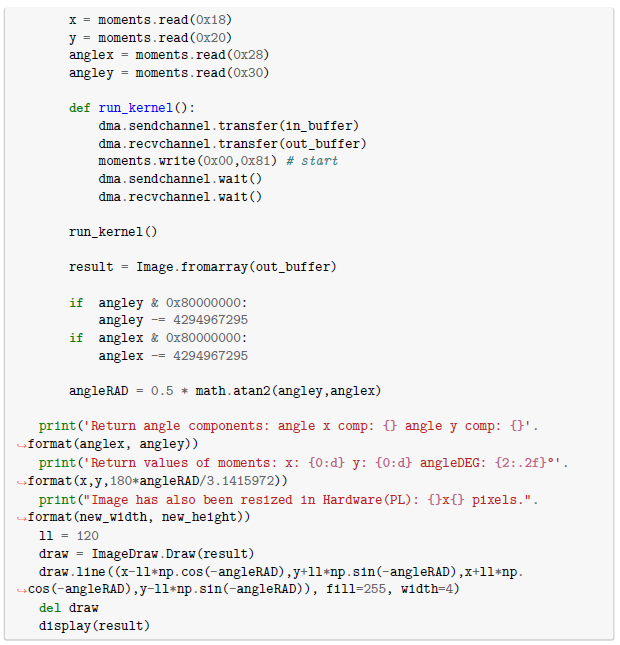 x = moments.read(0x18)
y = moments.read(0x20)
anglex = moments.read(0x28)
angley = moments.read(0x30)
def run_kernel():
dma.sendchannel.transfer(in_buffer)
dma.recvchannel.transfer(out_buffer)
moments.write(0x00,0x81) # start
dma.sendchannel.wait()
dma.recvchannel.wait()
run_kernel()
result = Image.fromarray(out_buffer)
if  angley & 0x80000000:
angley -= 4294967295
if  anglex & 0x80000000:
anglex -= 4294967295
angleRAD = 0.5 * math.atan2(angley,anglex)
print('Return angle components: angle x comp: {} angle y comp: {}'.
↪format(anglex, angley))
print('Return values of moments: x: {0:d} y: {0:d} angleDEG: {2:.2f}°'.
↪format(x,y,180*angleRAD/3.1415972))
print("Image has also been resized in Hardware(PL): {}x{} pixels.".
↪format(new_width, new_height))
ll = 120
draw = ImageDraw.Draw(result)
draw.line((x-ll*np.cos(-angleRAD),y+ll*np.sin(-angleRAD),x+ll*np.
↪cos(-angleRAD),y-ll*np.sin(-angleRAD)), fill=255, width=4)
del draw
display(result)